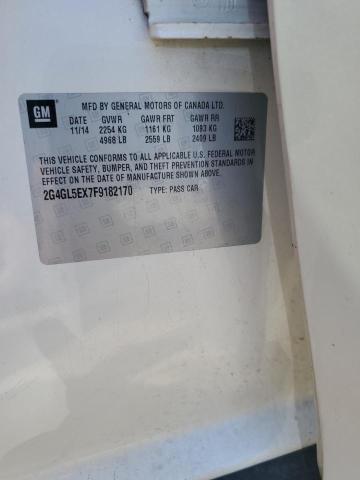 GM
MFD BY GENERAL MOTORS OF CANADA LTD.
DATE GVWR GAWR FRT GAWR RR
11/14 2254 KG 1161 KG 1093 KG
4968 LB 2559 LB 2409 LB
THIS VEHICLE CONFORMS TO ALL APPLICABLE U.S. FEDERAL MOTOR
VEHICLE SAFETY, BUMPER, AND THEFT PREVENTION STANDARDS IN
EFFECT ON THE DATE OF MANUFACTURE SHOWN ABOVE.
2G4GL5EX7F9182170 TYPE: PASS CAR